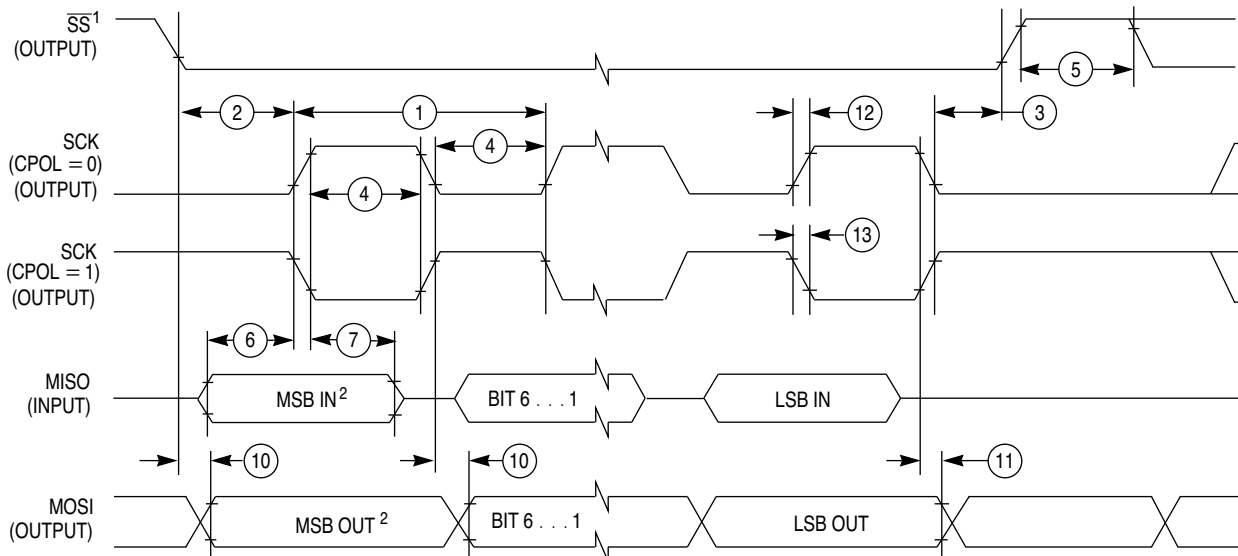 SS¹
(OUTPUT)
5
2
1
12
3
SCK
(CPOL = 0)
(OUTPUT)
4
4
13
SCK
(CPOL = 1)
(OUTPUT)
6
7
MISO
(INPUT)
MSB IN²
BIT 6 . . . 1
LSB IN
10
10
11
MOSI
(OUTPUT)
MSB OUT²
BIT 6 . . . 1
LSB OUT